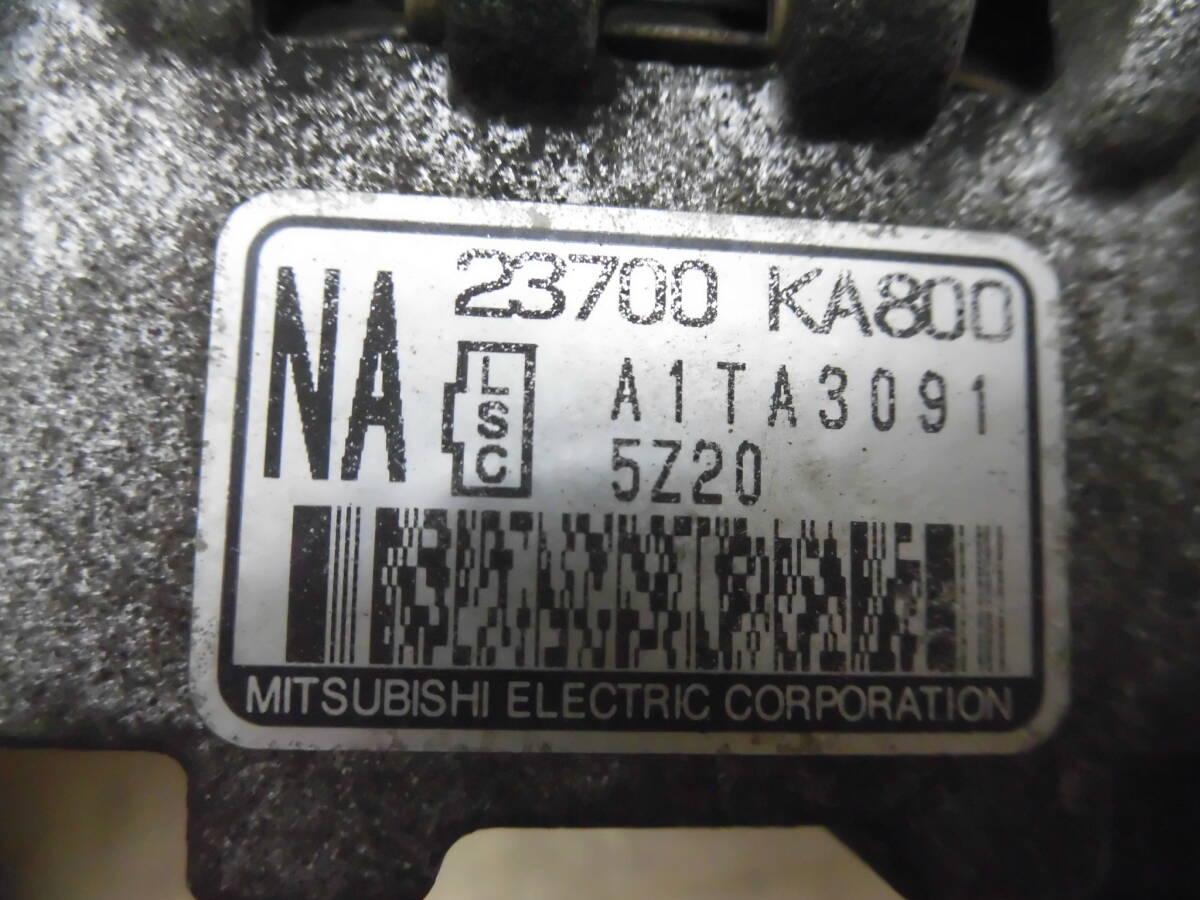 NA
23700 KA800
LSC
A1TA3091
5Z20
MITSUBISHI ELECTRIC CORPORATION